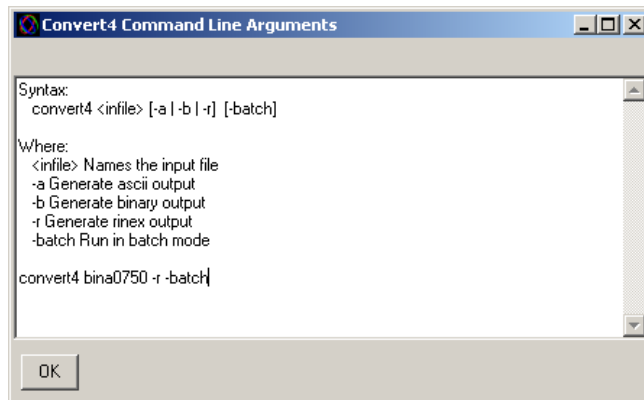 Convert4 Command Line Arguments
Syntax:
convert4 <infile> [-a | -b | -r] [-batch]
Where:
<infile> Names the input file
-a Generate ascii output
-b Generate binary output
-r Generate rinex output
-batch Run in batch mode
convert4 bina0750 -r -batch
OK